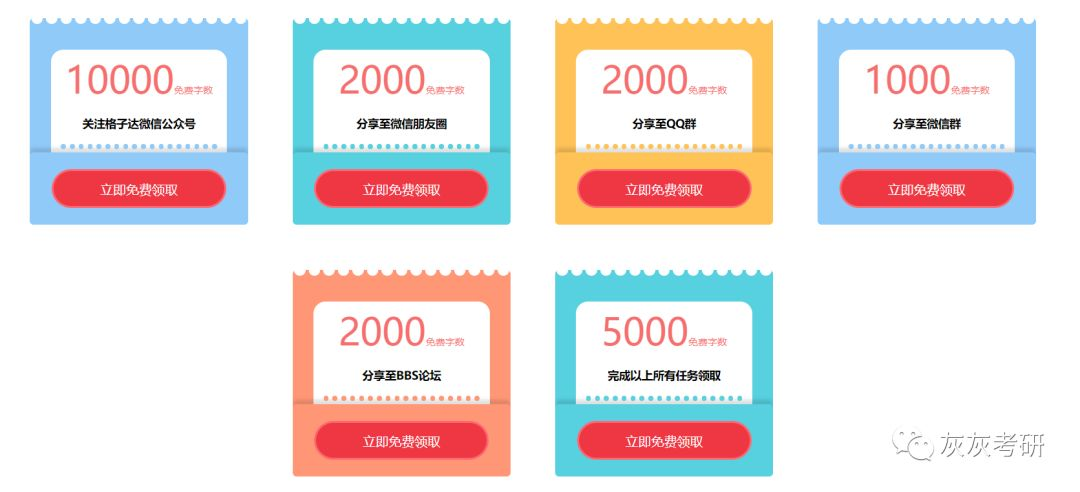 10000免费字数
关注格子达微信公众号
立即免费领取
2000免费字数
分享至微信朋友圈
立即免费领取
2000免费字数
分享至QQ群
立即免费领取
1000免费字数
分享至微信群
立即免费领取
2000免费字数
分享至BBS论坛
立即免费领取
5000免费字数
完成以上所有任务领取
立即免费领取
灰灰考研